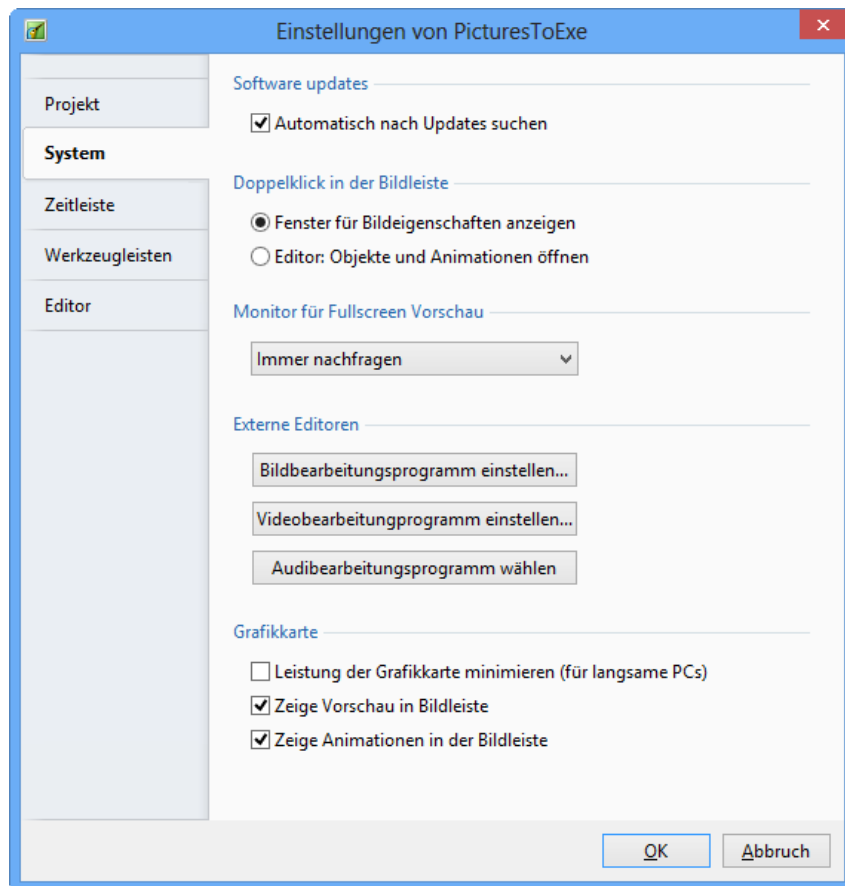 Einstellungen von PicturesToExe
Projekt
System
Zeitleiste
Werkzeugleisten
Editor
Software updates
Automatisch nach Updates suchen
Doppelklick in der Bildleiste
Fenster für Bildeigenschaften anzeigen
Editor: Objekte und Animationen öffnen
Monitor für Fullscreen Vorschau
Immer nachfragen
Externe Editoren
Bildbearbeitungsprogramm einstellen...
Videobearbeitungprogramm einstellen...
Audibearbeitungsprogramm wählen
Grafikkarte
Leistung der Grafikkarte minimieren (für langsame PCs)
Zeige Vorschau in Bildleiste
Zeige Animationen in der Bildleiste
OK
Abbruch